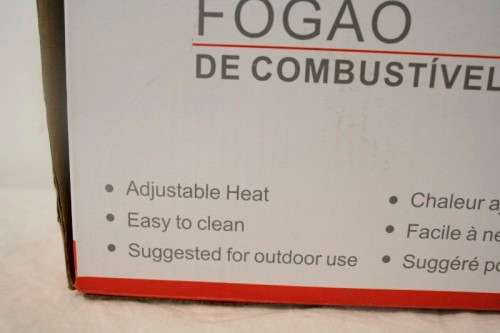 FOGAO
DE COMBUSTÍVEL
• Adjustable Heat
• Easy to clean
• Suggested for outdoor use
• Chaleur
• Facile à
• Suggéré